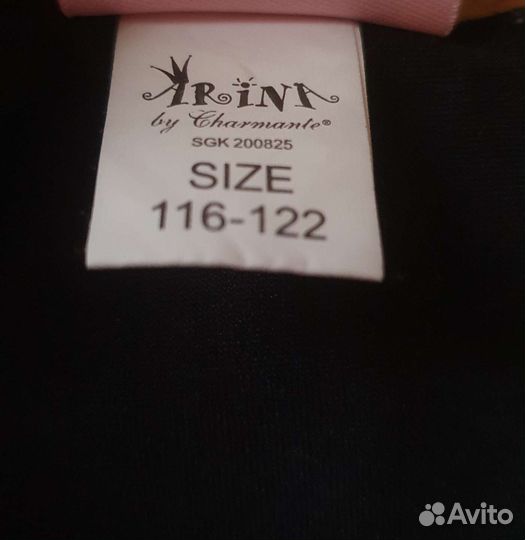 ARINA
by Charmante®
SGK 200825
SIZE
116-122
Avito